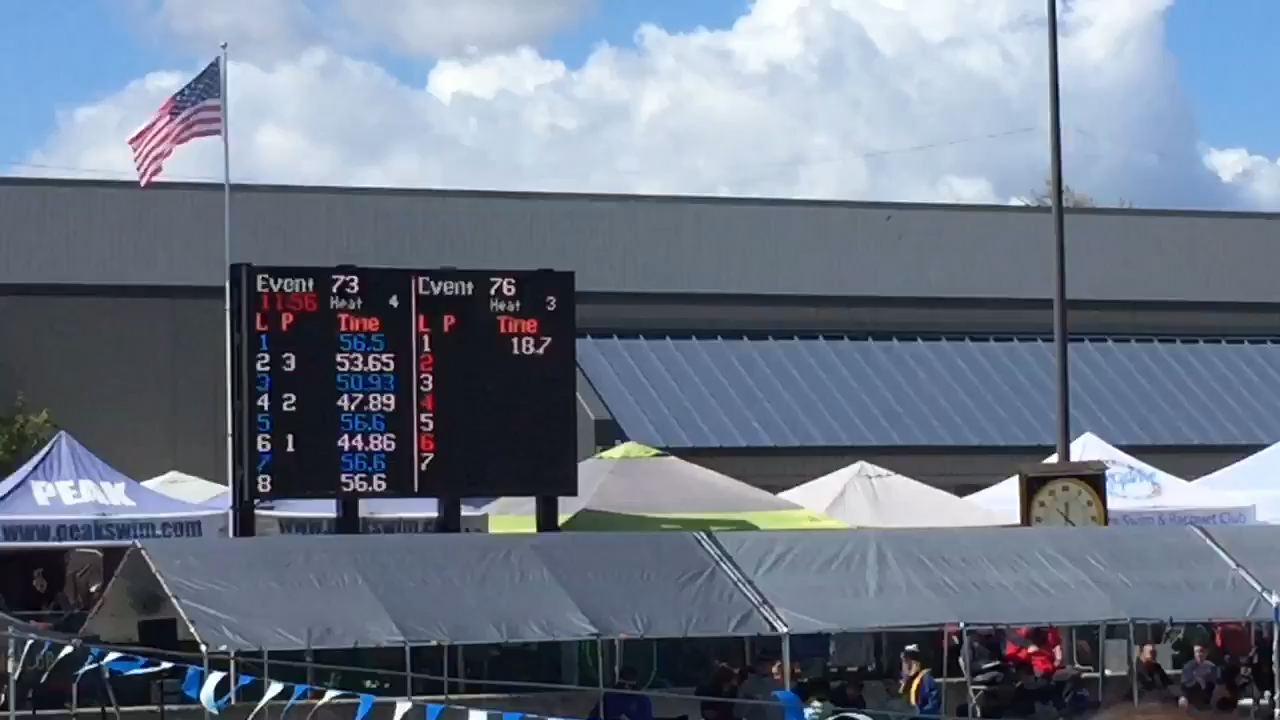 Event 73
11:56 Heat 4
L P Time
1 56.5
2 3 53.65
3 50.93
4 2 47.89
5 56.6
6 1 44.86
7 56.6
8 56.6
Event 76
Heat 3
L P Time
1 18.7
2
3
4
5
6
7
PEAK
www.peakswim.com
Swim & Racquet Club